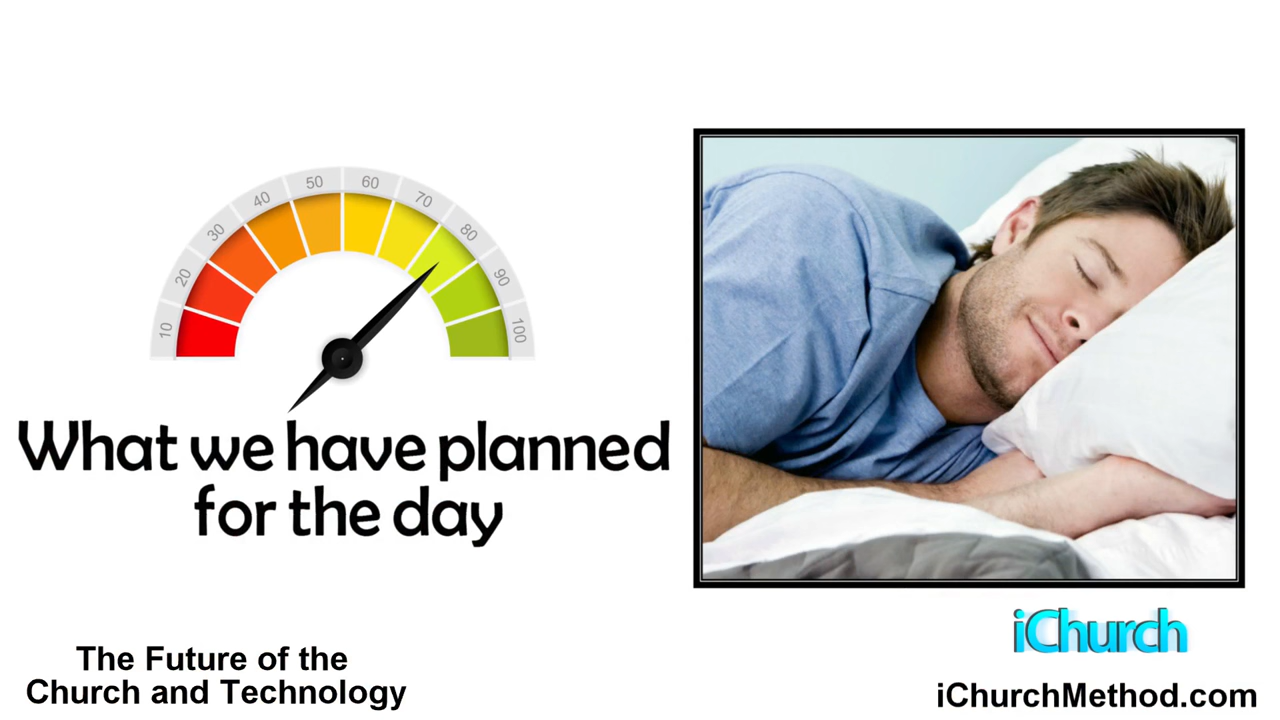 10
20
30
40
50
60
70
80
90
100
What we have planned
for the day
The Future of the
Church and Technology
iChurch
iChurchMethod.com